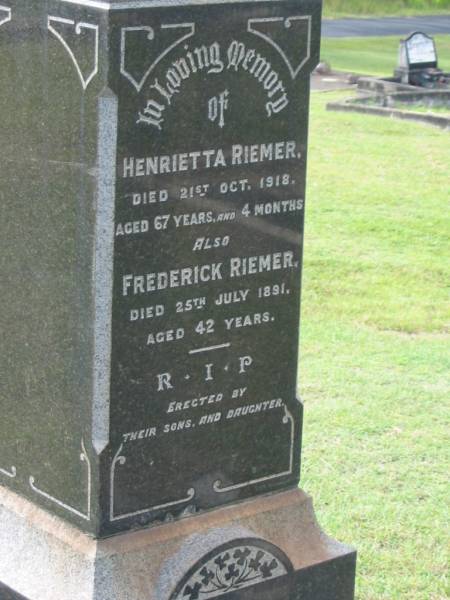 In Loving Memory
of
HENRIETTA RIEMER.
DIED 21ST OCT. 1918.
AGED 67 YEARS, AND 4 MONTHS
ALSO
FREDERICK RIEMER.
DIED 25TH JULY 1891.
AGED 42 YEARS.
R · I · P
ERECTED BY
THEIR SONS, AND DAUGHTER.